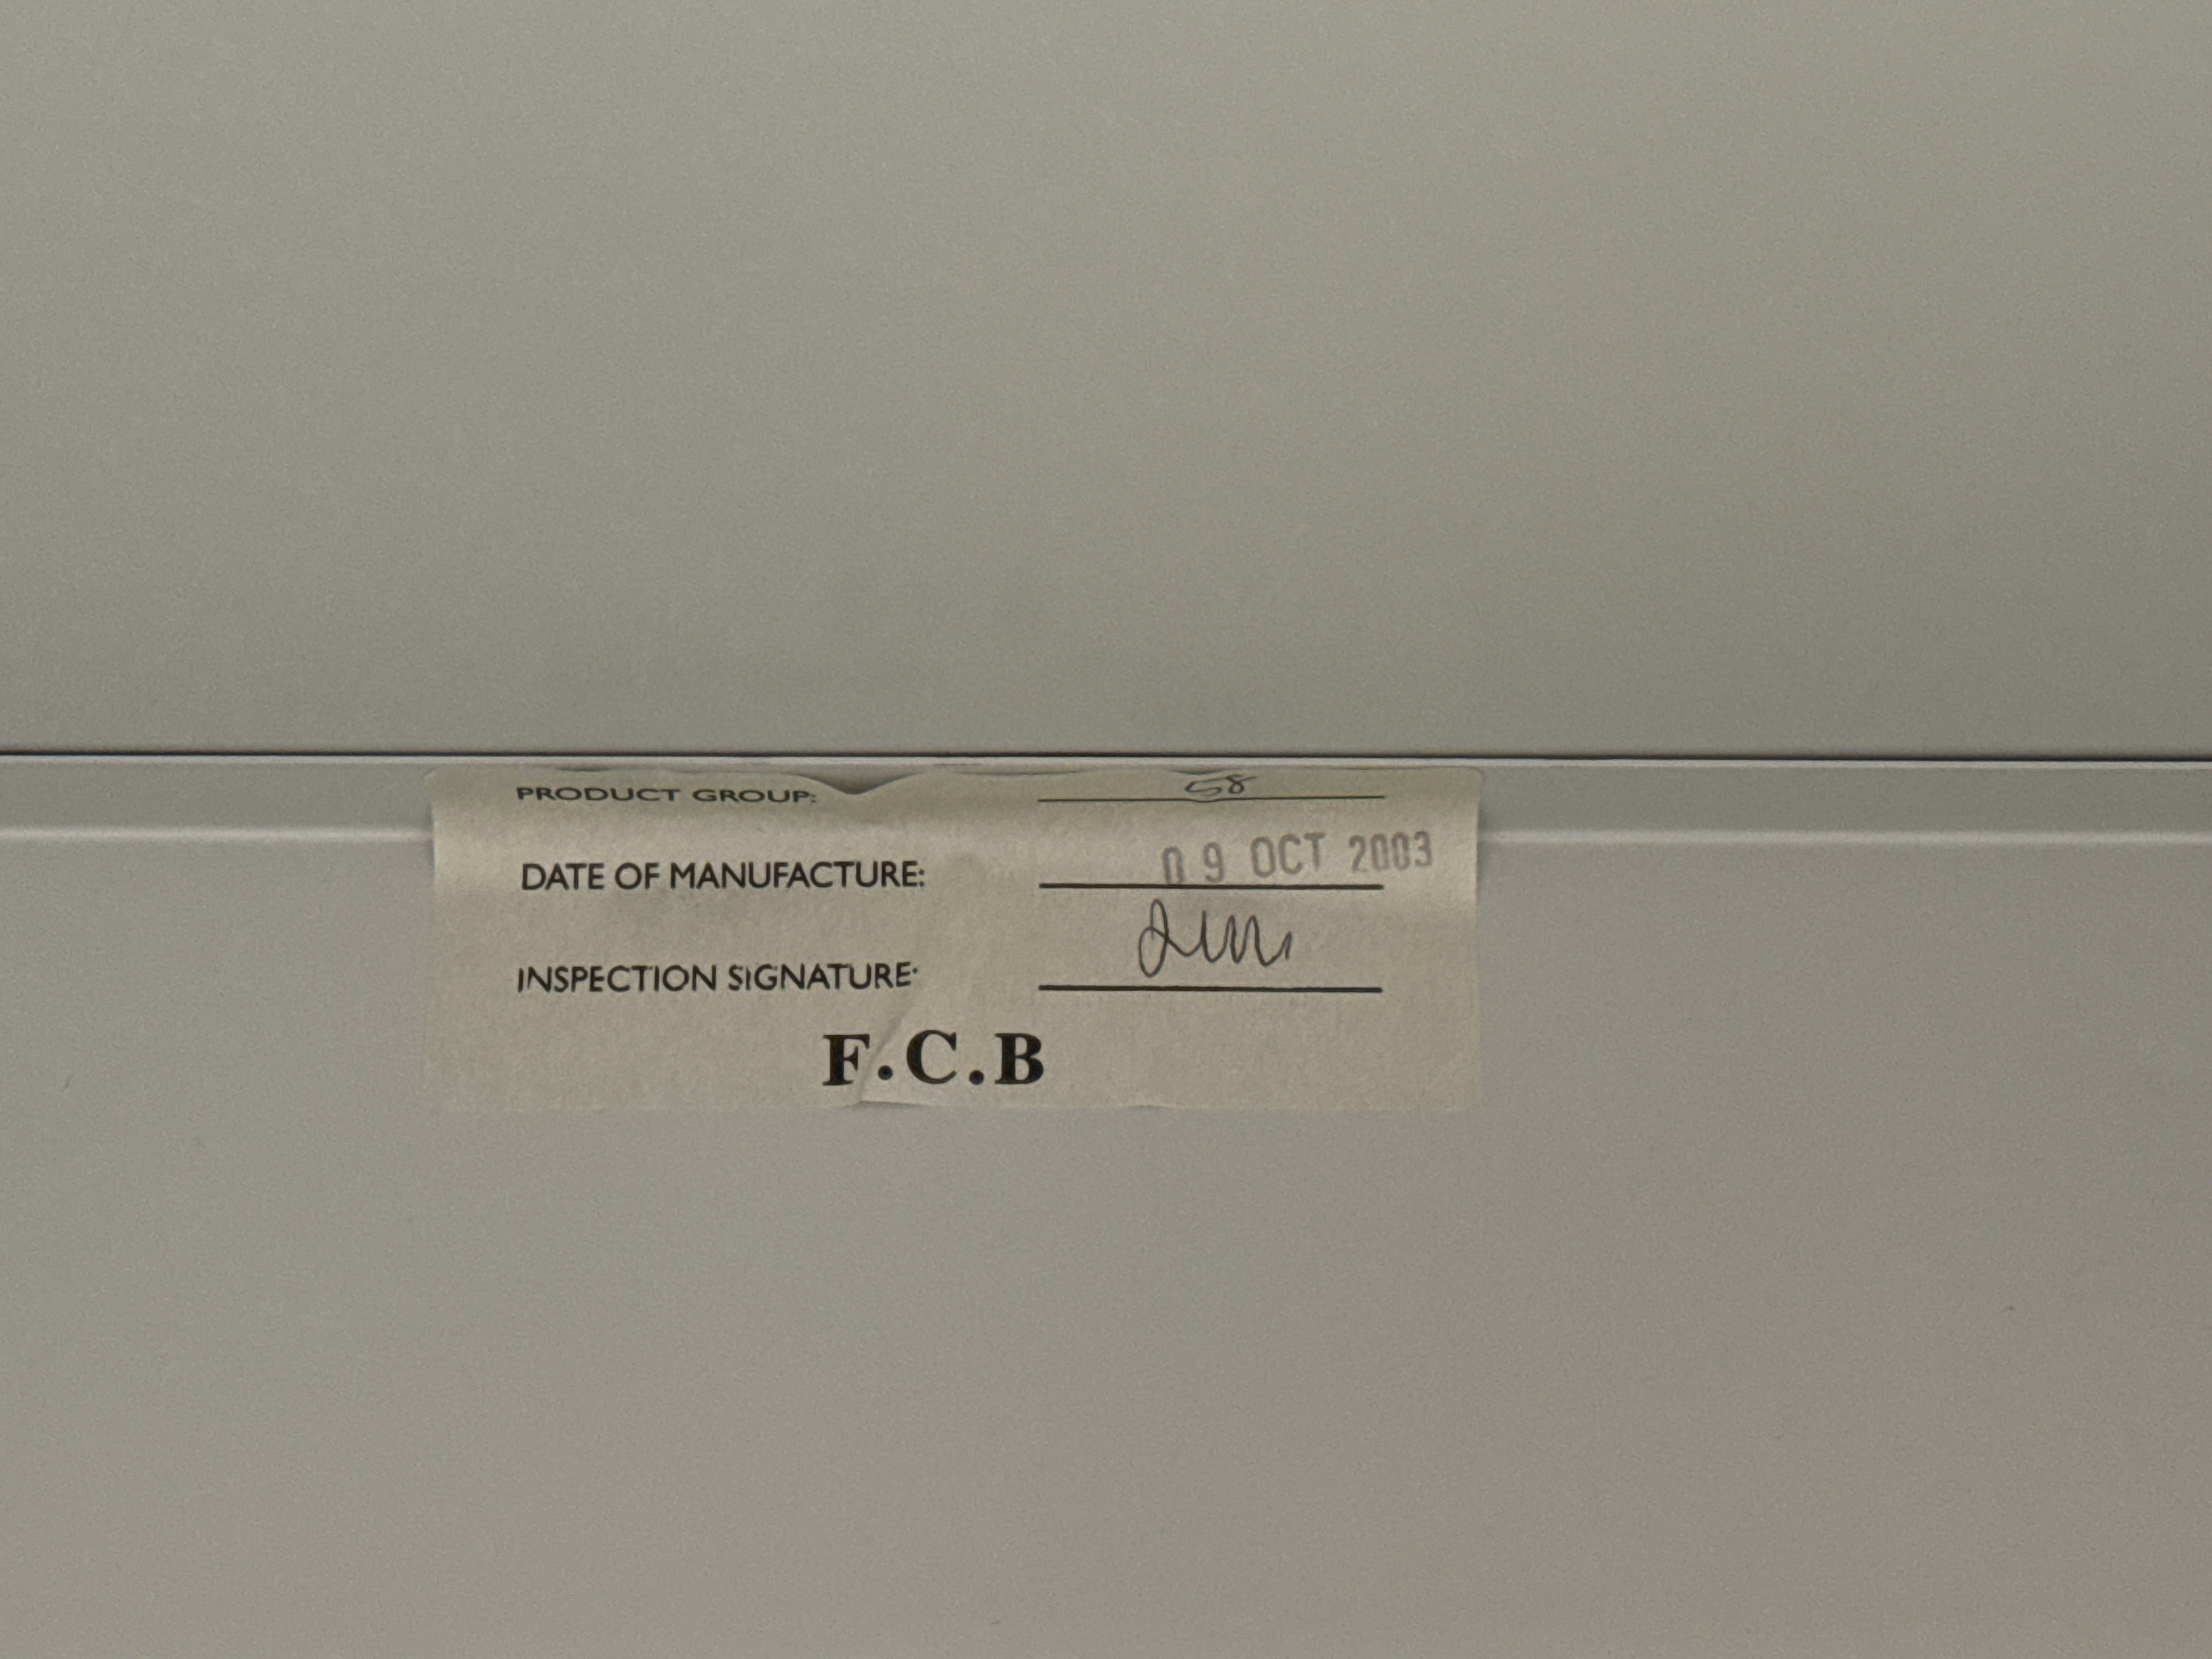 PRODUCT GROUP: 58
DATE OF MANUFACTURE: 09 OCT 2003
INSPECTION SIGNATURE:
F.C.B